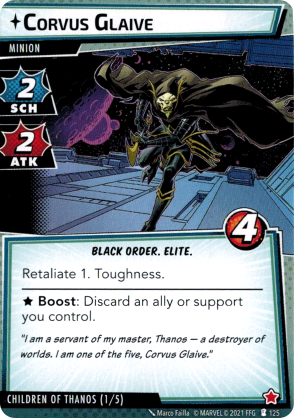 CORVUS GLAIVE
MINION
2
SCH
2
ATK
4
BLACK ORDER. ELITE.
Retaliate 1. Toughness.
★ Boost: Discard an ally or support
you control.
"I am a servant of my master, Thanos — a destroyer of
worlds. I am one of the five, Corvus Glaive."
CHILDREN OF THANOS (1/5)
Marco Failla © MARVEL © 2021 FFG 125